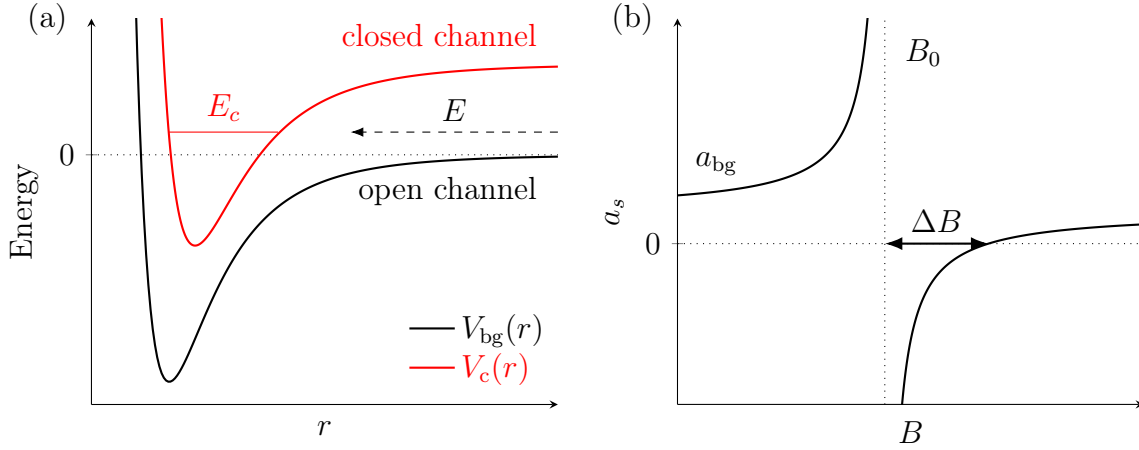 (a)
closed channel
E_c
E
0
open channel
Energy
V_bg(r)
V_c(r)
r
(b)
B_0
a_bg
a_s
ΔB
0
B